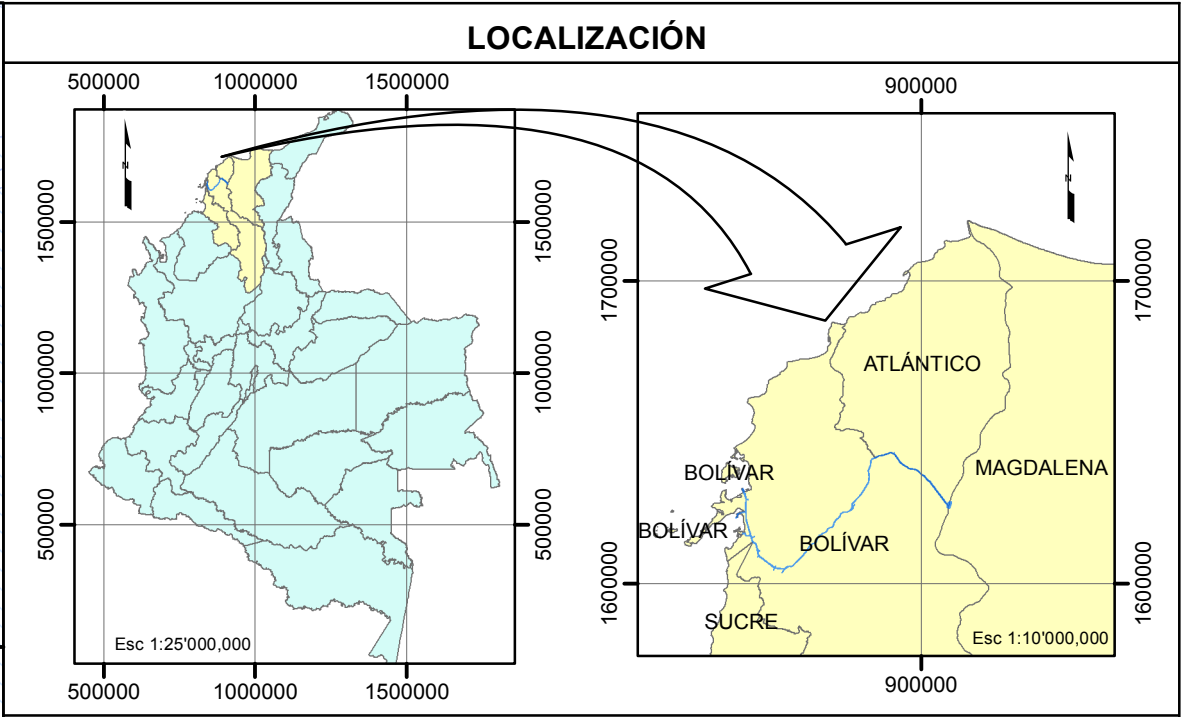 LOCALIZACIÓN
500000 1000000 1500000
N
1500000 1500000
1000000 1000000
500000 500000
Esc 1:25'000,000
500000 1000000 1500000
900000
N
1700000 1700000
ATLÁNTICO
MAGDALENA
BOLÍVAR
BOLÍVAR
BOLÍVAR
1600000 1600000
SUCRE
Esc 1:10'000,000
900000